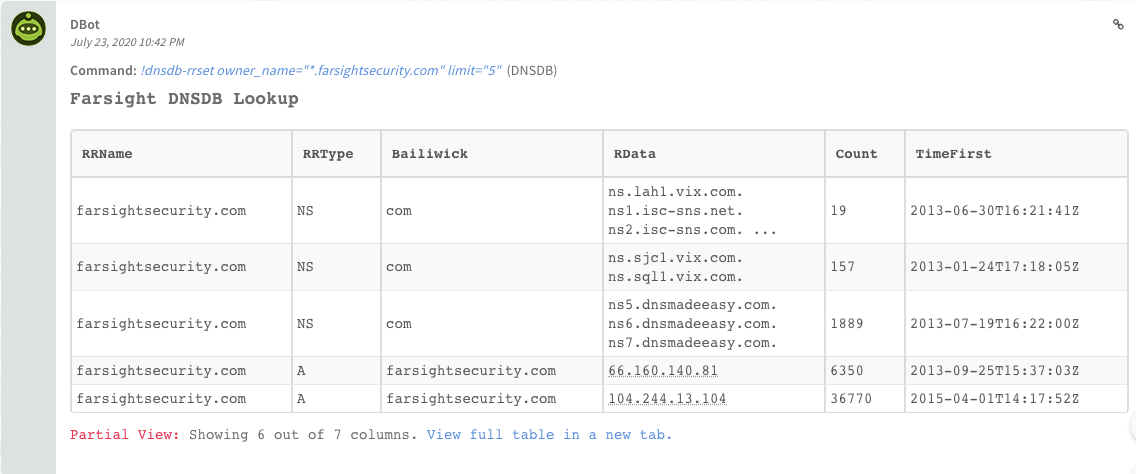 DBot
July 23, 2020 10:42 PM
Command: !dnsdb-rrset owner_name="*.farsightsecurity.com" limit="5" (DNSDB)
Farsight DNSDB Lookup
RRName RRType Bailiwick RData Count TimeFirst
farsightsecurity.com NS com ns.lah1.vix.com. 19 2013-06-30T16:21:41Z
ns1.isc-sns.net.
ns2.isc-sns.com. ...
farsightsecurity.com NS com ns.sjc1.vix.com. 157 2013-01-24T17:18:05Z
ns.sql1.vix.com.
farsightsecurity.com NS com ns5.dnsmadeeasy.com. 1889 2013-07-19T16:22:00Z
ns6.dnsmadeeasy.com.
ns7.dnsmadeeasy.com.
farsightsecurity.com A farsightsecurity.com 66.160.140.81 6350 2013-09-25T15:37:03Z
farsightsecurity.com A farsightsecurity.com 104.244.13.104 36770 2015-04-01T14:17:52Z
Partial View: Showing 6 out of 7 columns. View full table in a new tab.